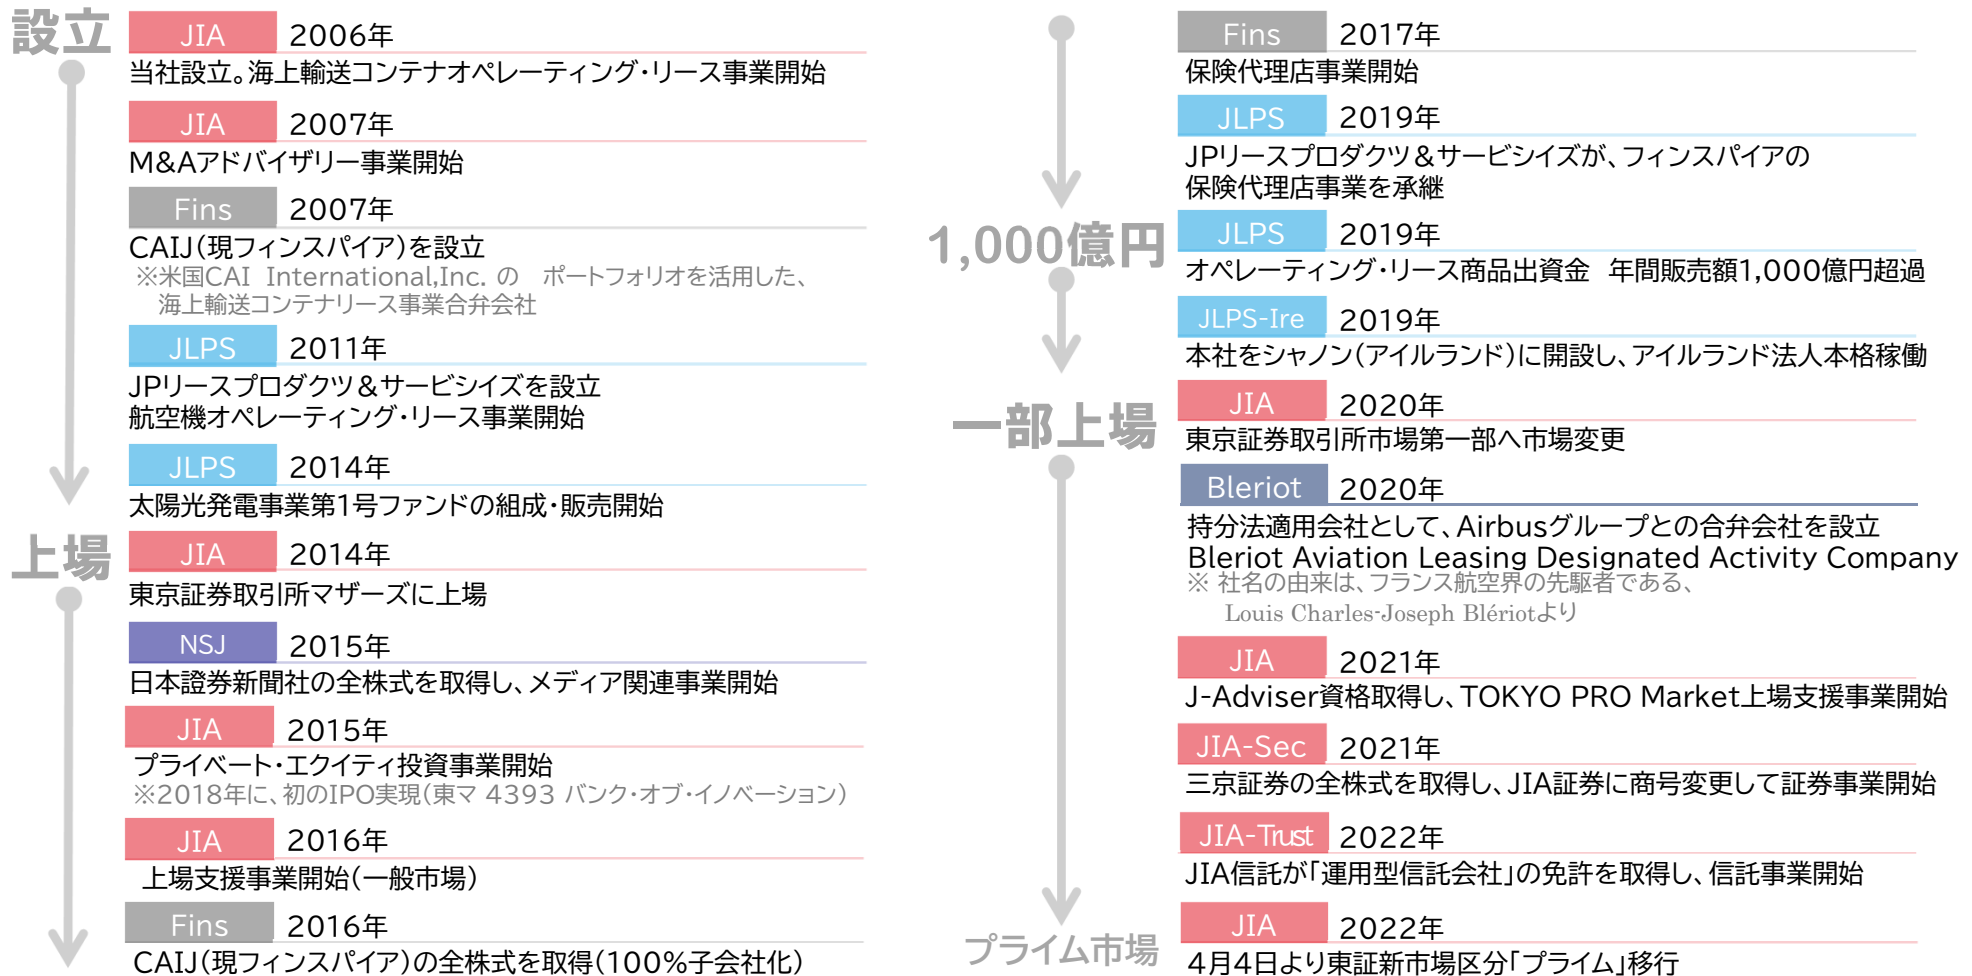 設立
JIA 2006年
当社設立。海上輸送コンテナオペレーティング・リース事業開始
JIA 2007年
M&Aアドバイザリー事業開始
Fins 2007年
CAIJ(現フィンスパイア)を設立
※米国CAI International,Inc. の ポートフォリオを活用した、
海上輸送コンテナリース事業合弁会社
JLPS 2011年
JPリースプロダクツ&サービシイズを設立
航空機オペレーティング・リース事業開始
JLPS 2014年
太陽光発電事業第1号ファンドの組成・販売開始
上場
JIA 2014年
東京証券取引所マザーズに上場
NSJ 2015年
日本證券新聞社の全株式を取得し、メディア関連事業開始
JIA 2015年
プライベート・エクイティ投資事業開始
※2018年に、初のIPO実現(東マ 4393 バンク・オブ・イノベーション)
JIA 2016年
上場支援事業開始(一般市場)
Fins 2016年
CAIJ(現フィンスパイア)の全株式を取得(100%子会社化)
Fins 2017年
保険代理店事業開始
JLPS 2019年
JPリースプロダクツ&サービシイズが、フィンスパイアの
保険代理店事業を承継
1,000億円
JLPS 2019年
オペレーティング・リース商品出資金 年間販売額1,000億円超過
JLPS-Ire 2019年
本社をシャノン(アイルランド)に開設し、アイルランド法人本格稼働
一部上場
JIA 2020年
東京証券取引所市場第一部へ市場変更
Bleriot 2020年
持分法適用会社として、Airbusグループとの合弁会社を設立
Bleriot Aviation Leasing Designated Activity Company
※ 社名の由来は、フランス航空界の先駆者である、
Louis Charles-Joseph Blériotより
JIA 2021年
J-Adviser資格取得し、TOKYO PRO Market上場支援事業開始
JIA-Sec 2021年
三京証券の全株式を取得し、JIA証券に商号変更して証券事業開始
JIA-Trust 2022年
JIA信託が「運用型信託会社」の免許を取得し、信託事業開始
プライム市場
JIA 2022年
4月4日より東証新市場区分「プライム」移行